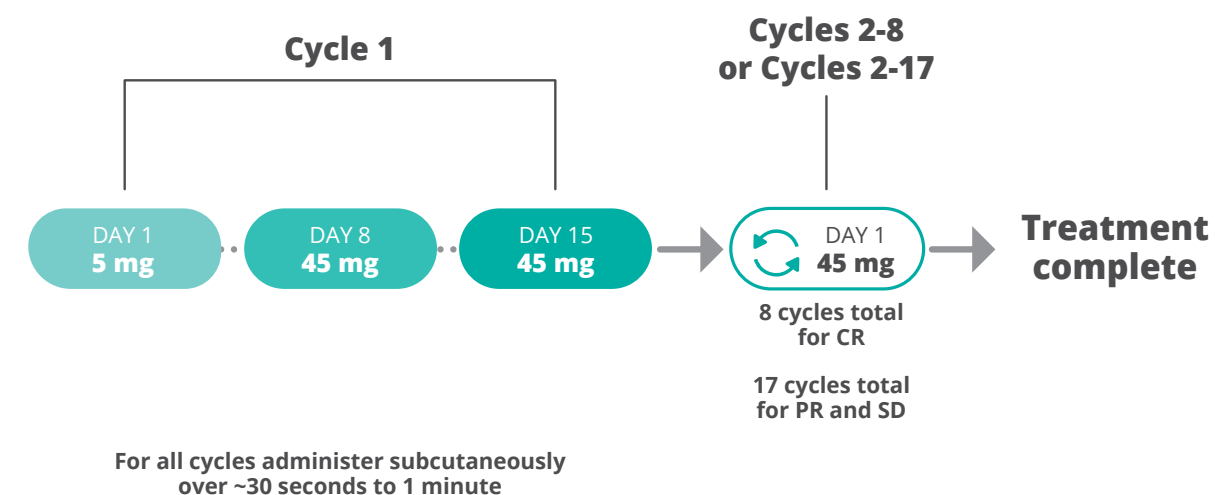 Cycle 1
Cycles 2-8
or Cycles 2-17
DAY 1
5 mg
DAY 8
45 mg
DAY 15
45 mg
DAY 1
45 mg
Treatment
complete
8 cycles total
for CR
17 cycles total
for PR and SD
For all cycles administer subcutaneously
over ~30 seconds to 1 minute